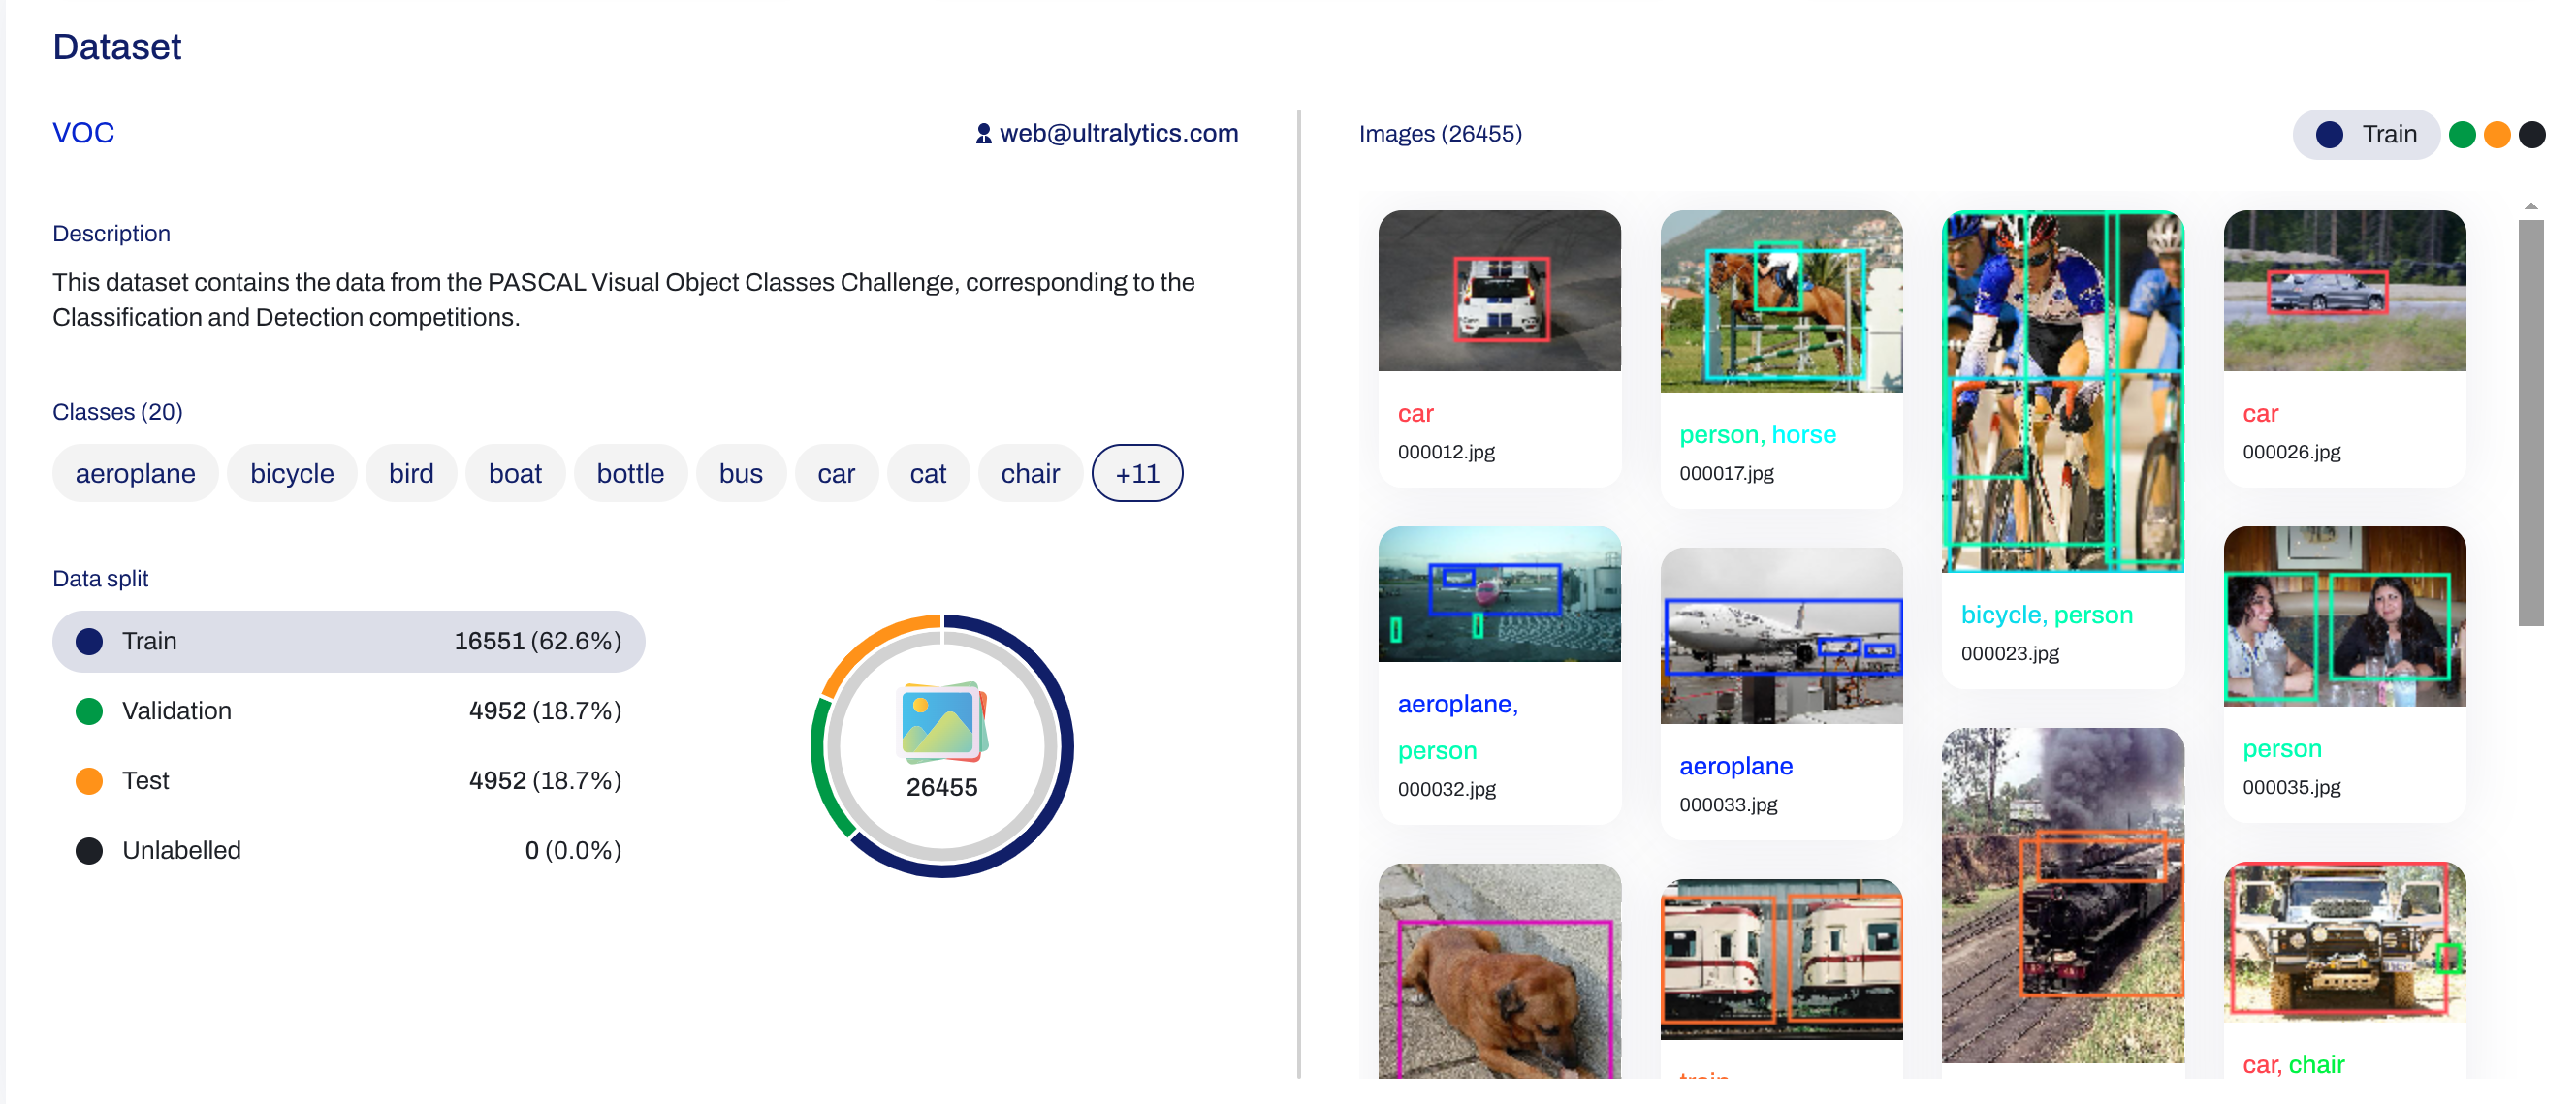 Dataset
VOC
web@ultralytics.com
Description
This dataset contains the data from the PASCAL Visual Object Classes Challenge, corresponding to the
Classification and Detection competitions.
Classes (20)
aeroplane bicycle bird boat bottle bus car cat chair +11
Data split
Train 16551 (62.6%)
Validation 4952 (18.7%)
Test 4952 (18.7%)
Unlabelled 0 (0.0%)
26455
Images (26455)
Train
car
000012.jpg
person, horse
000017.jpg
bicycle, person
000023.jpg
car
000026.jpg
aeroplane,
person
000032.jpg
aeroplane
000033.jpg
person
000035.jpg
train
car, chair